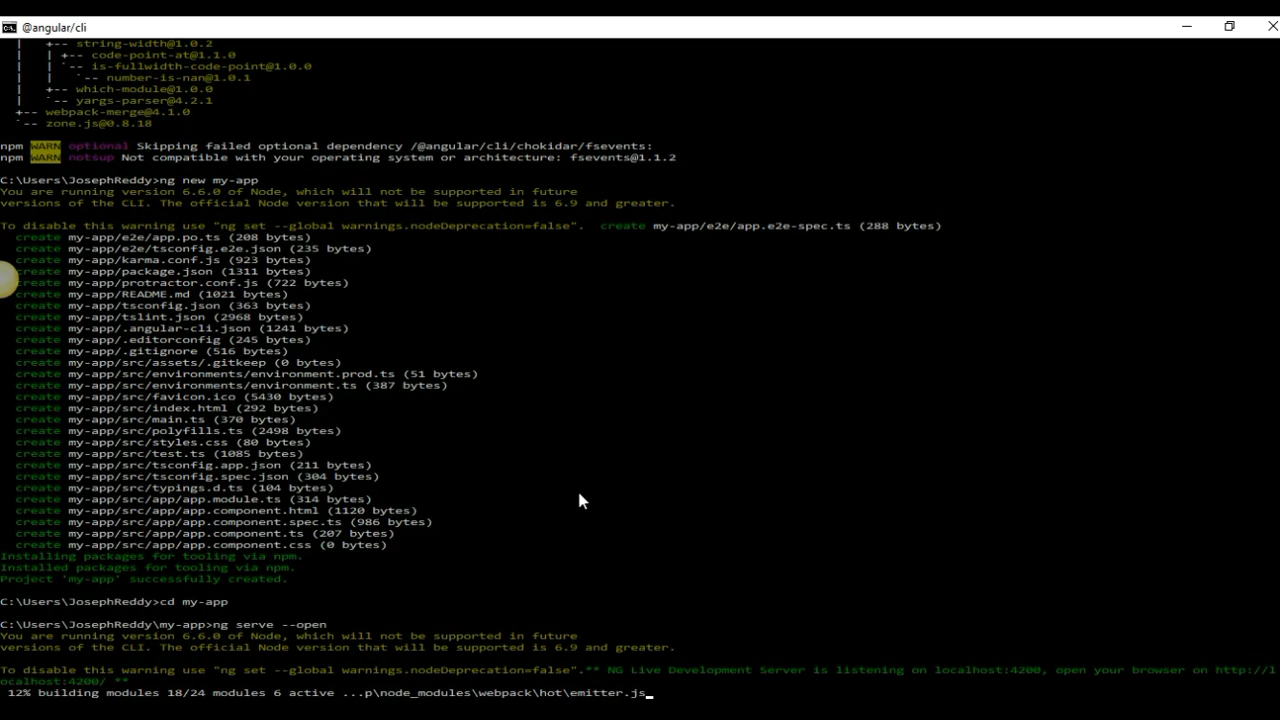 @angular/cli
|    +-- string-width@1.0.2
|    | +-- code-point-at@1.1.0
|    | `-- is-fullwidth-code-point@1.0.0
|    |   `-- number-is-nan@1.0.1
|    +-- which-module@1.0.0
|    `-- yargs-parser@4.2.1
+-- webpack-merge@4.1.0
`-- zone.js@0.8.18
npm WARN optional Skipping failed optional dependency /@angular/cli/chokidar/fsevents:
npm WARN notsup Not compatible with your operating system or architecture: fsevents@1.1.2
C:\Users\JosephReddy>ng new my-app
You are running version 6.6.0 of Node, which will not be supported in future
versions of the CLI. The official Node version that will be supported is 6.9 and greater.
To disable this warning use "ng set --global warnings.nodeDeprecation=false".  create my-app/e2e/app.e2e-spec.ts (288 bytes)
create my-app/e2e/app.po.ts (208 bytes)
create my-app/e2e/tsconfig.e2e.json (235 bytes)
create my-app/karma.conf.js (923 bytes)
create my-app/package.json (1311 bytes)
create my-app/protractor.conf.js (722 bytes)
create my-app/README.md (1021 bytes)
create my-app/tsconfig.json (363 bytes)
create my-app/tslint.json (2968 bytes)
create my-app/.angular-cli.json (1241 bytes)
create my-app/.editorconfig (245 bytes)
create my-app/.gitignore (516 bytes)
create my-app/src/assets/.gitkeep (0 bytes)
create my-app/src/environments/environment.prod.ts (51 bytes)
create my-app/src/environments/environment.ts (387 bytes)
create my-app/src/favicon.ico (5430 bytes)
create my-app/src/index.html (292 bytes)
create my-app/src/main.ts (370 bytes)
create my-app/src/polyfills.ts (2498 bytes)
create my-app/src/styles.css (80 bytes)
create my-app/src/test.ts (1085 bytes)
create my-app/src/tsconfig.app.json (211 bytes)
create my-app/src/tsconfig.spec.json (304 bytes)
create my-app/src/typings.d.ts (104 bytes)
create my-app/src/app/app.module.ts (314 bytes)
create my-app/src/app/app.component.html (1120 bytes)
create my-app/src/app/app.component.spec.ts (986 bytes)
create my-app/src/app/app.component.ts (207 bytes)
create my-app/src/app/app.component.css (0 bytes)
Installing packages for tooling via npm.
Installed packages for tooling via npm.
Project 'my-app' successfully created.
C:\Users\JosephReddy>cd my-app
C:\Users\JosephReddy\my-app>ng serve --open
You are running version 6.6.0 of Node, which will not be supported in future
versions of the CLI. The official Node version that will be supported is 6.9 and greater.
To disable this warning use "ng set --global warnings.nodeDeprecation=false".** NG Live Development Server is listening on localhost:4200, open your browser on http://l
ocalhost:4200/ **
12% building modules 18/24 modules 6 active ...p\node_modules\webpack\hot\emitter.js_